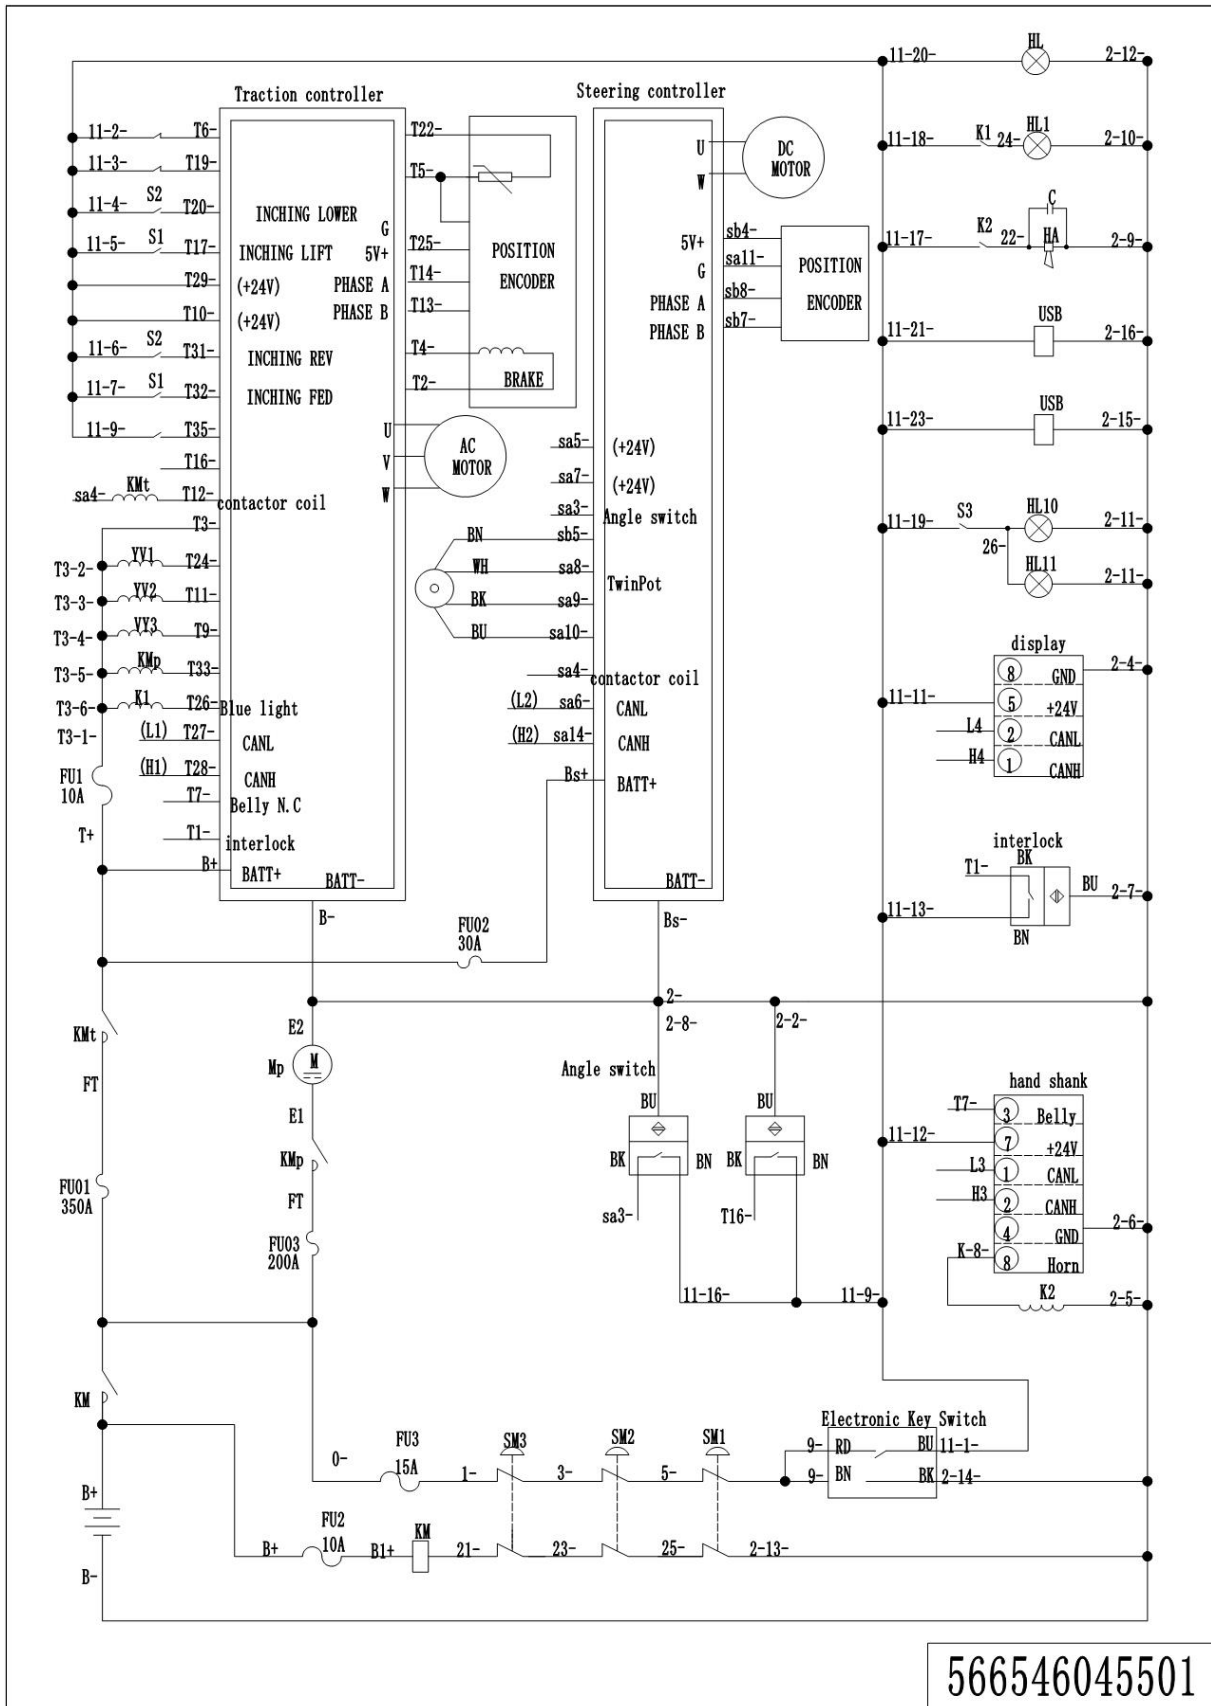 HL
11-20-
2-12-
Traction controller
Steering controller
11-2-
T6-
11-3-
T19-
11-4-
S2
T20-
INCHING LOWER
11-5-
S1
T17-
INCHING LIFT
T29-
(+24V)
T10-
(+24V)
11-6-
S2
T31-
INCHING REV
11-7-
S1
T32-
INCHING FED
11-9-
T35-
T16-
sa4-
KMt
T12-
contactor coil
T3-
T3-2-
YV1
T24-
T3-3-
YV2
T11-
T3-4-
VY3
T9-
T3-5-
KMp
T33-
T3-6-
K1
T26-
Blue light
T3-1-
(L1)
T27-
CANL
(H1)
T28-
CANH
FU1
10A
T7-
Belly N.C
T+
T1-
interlock
B+
BATT+
BATT-
B-
T22-
T5-
G
T25-
5V+
T14-
PHASE A
T13-
PHASE B
POSITION
ENCODER
T4-
T2-
BRAKE
U
V
W
AC
MOTOR
U
W
DC
MOTOR
5V+
sb4-
G
sa11-
PHASE A
sb8-
PHASE B
sb7-
POSITION
ENCODER
sa5-
(+24V)
sa7-
(+24V)
sa3-
Angle switch
BN
sb5-
WH
sa8-
TwinPot
BK
sa9-
BU
sa10-
sa4-
contactor coil
(L2)
sa6-
CANL
(H2)
sa14-
CANH
Bs+
BATT+
BATT-
Bs-
FU02
30A
11-18-
K1
24-
HL1
2-10-
11-17-
K2
22-
C
HA
2-9-
11-21-
USB
2-16-
11-23-
USB
2-15-
11-19-
S3
26-
HL10
2-11-
HL11
2-11-
display
8
GND
2-4-
11-11-
5
+24V
L4
2
CANL
H4
1
CANH
interlock
T1-
BK
BU
2-7-
11-13-
BN
KMt
FT
FU01
350A
E2
Mp
M
E1
KMp
FT
FU03
200A
2-
2-8-
2-2-
Angle switch
BU
BU
BK
BN
BK
BN
sa3-
T16-
11-16-
11-9-
hand shank
T7-
3
Belly
11-12-
7
+24V
L3
1
CANL
H3
2
CANH
4
GND
2-6-
K-8-
8
Horn
K2
2-5-
KM
B+
B-
0-
FU3
15A
1-
SM3
3-
SM2
5-
SM1
Electronic Key Switch
9-
RD
BU
11-1-
9-
BN
BK
2-14-
B+
FU2
10A
B1+
KM
21-
23-
25-
2-13-
566546045501